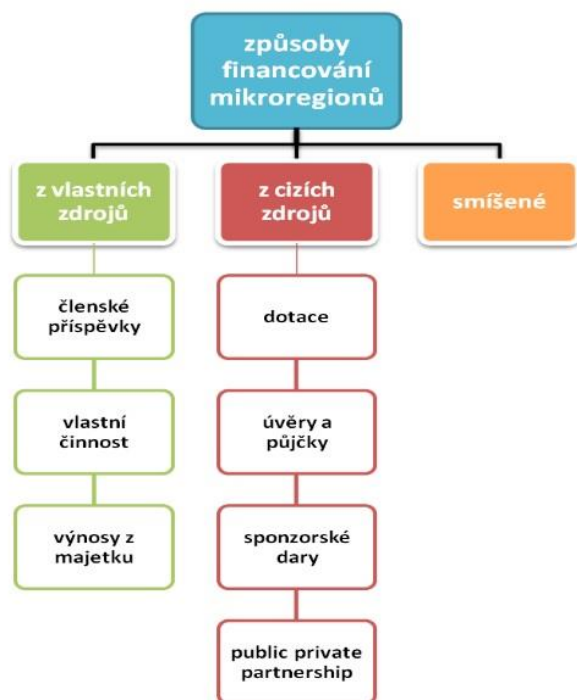 způsoby
financování
mikroregionů
z vlastních
zdrojů
z cizích
zdrojů
smíšené
členské
příspěvky
vlastní
činnost
výnosy z
majetku
dotace
úvěry a
půjčky
sponzorské
dary
public private
partnership